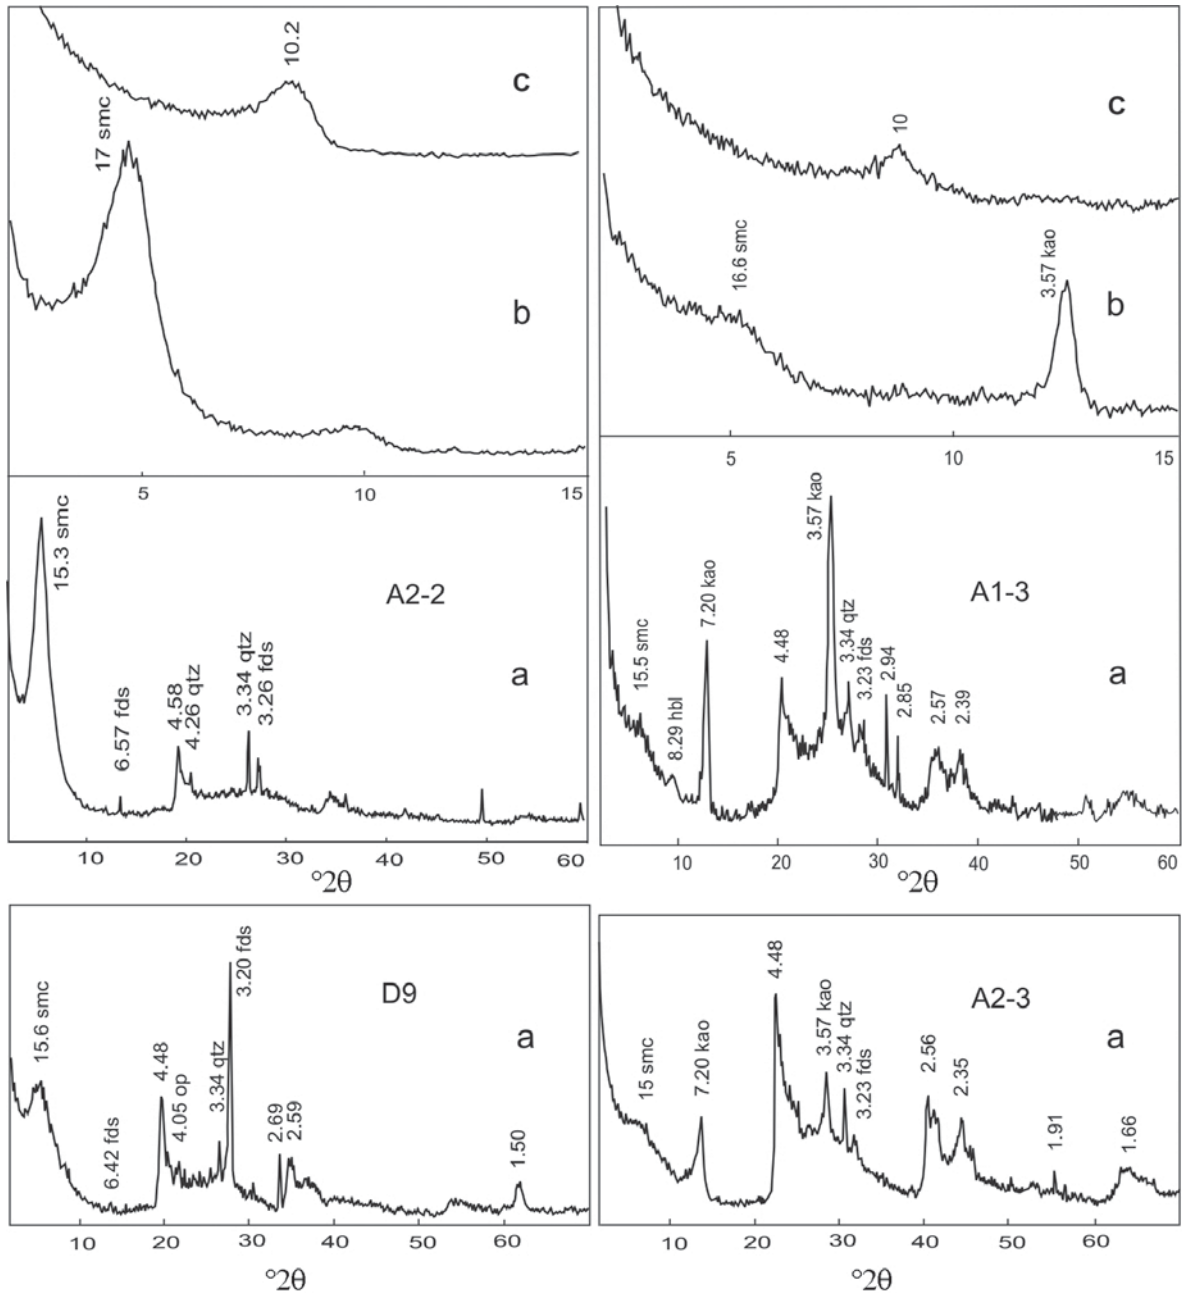 10.2
c
17 smc
b
5
10
15
15.3 smc
A2-2
a
6.57 fds
4.58
4.26 qtz
3.34 qtz
3.26 fds
10
20
30
40
50
60
°2θ
c
10
16.6 smc
3.57 kao
b
5
10
15
3.57 kao
A1-3
a
15.5 smc
8.29 hbl
7.20 kao
4.48
3.34 qtz
3.23 fds
2.94
2.85
2.57
2.39
10
20
30
40
50
60
°2θ
D9
a
15.6 smc
6.42 fds
4.48
4.05 op
3.34 qtz
3.20 fds
2.69
2.59
1.50
10
20
30
40
50
60
°2θ
A2-3
a
15 smc
7.20 kao
4.48
3.57 kao
3.34 qtz
3.23 fds
2.56
2.35
1.91
1.66
10
20
30
40
50
60
°2θ